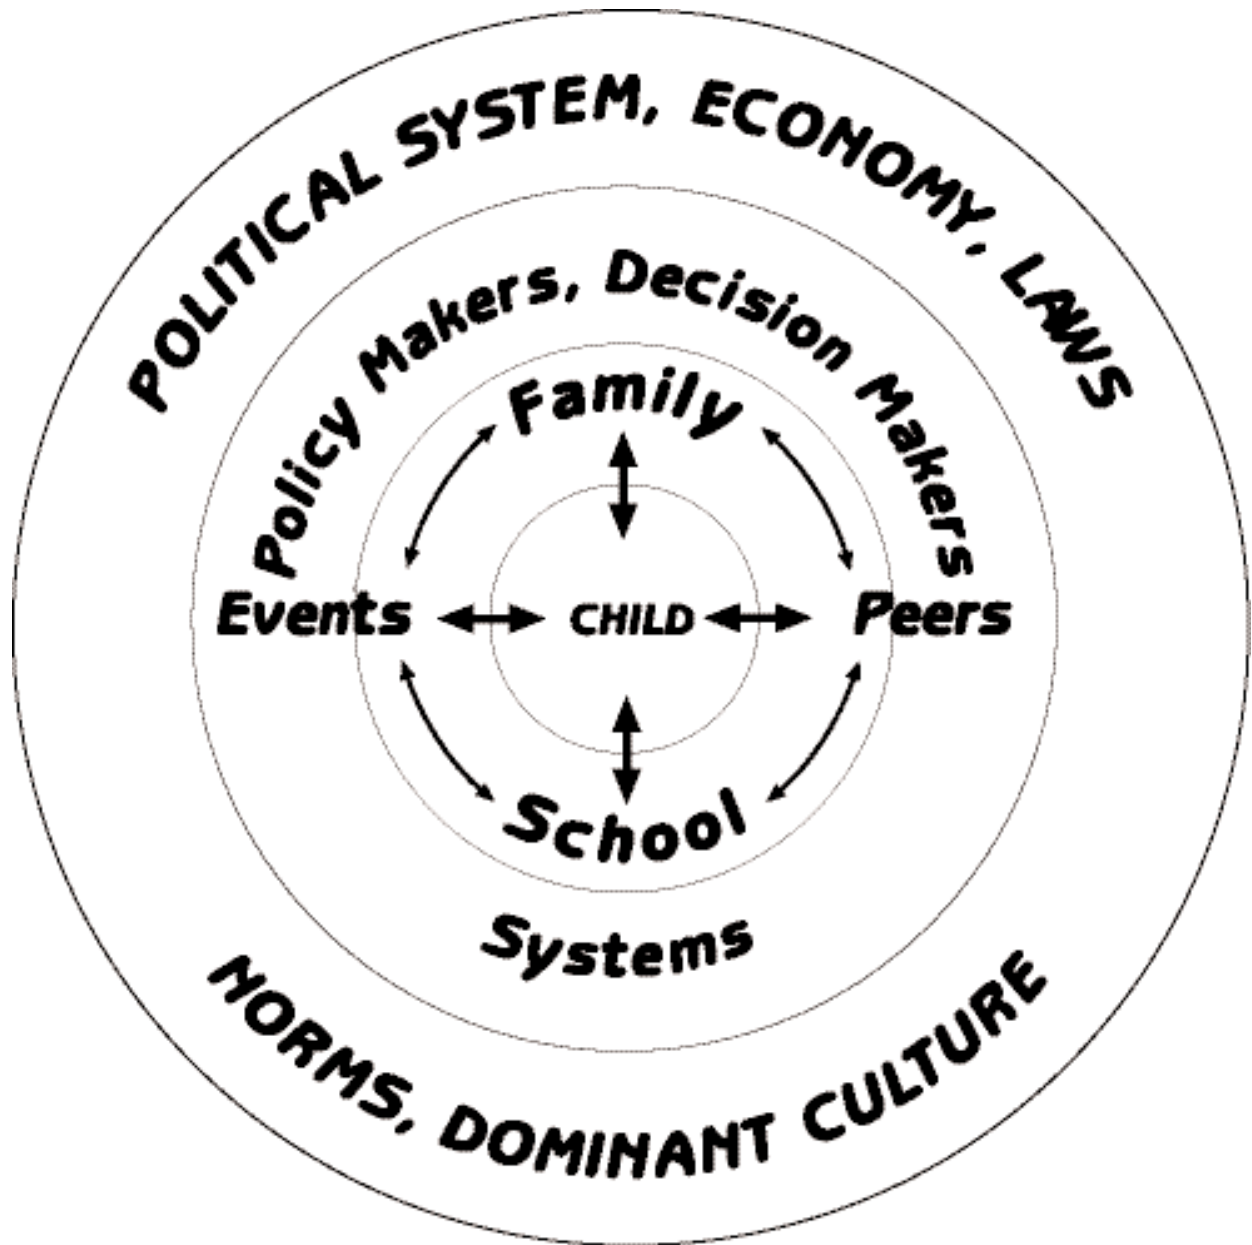 POLITICAL SYSTEM, ECONOMY, LAWS
Policy Makers, Decision Makers
Family
Events
CHILD
Peers
School
Systems
NORMS, DOMINANT CULTURE